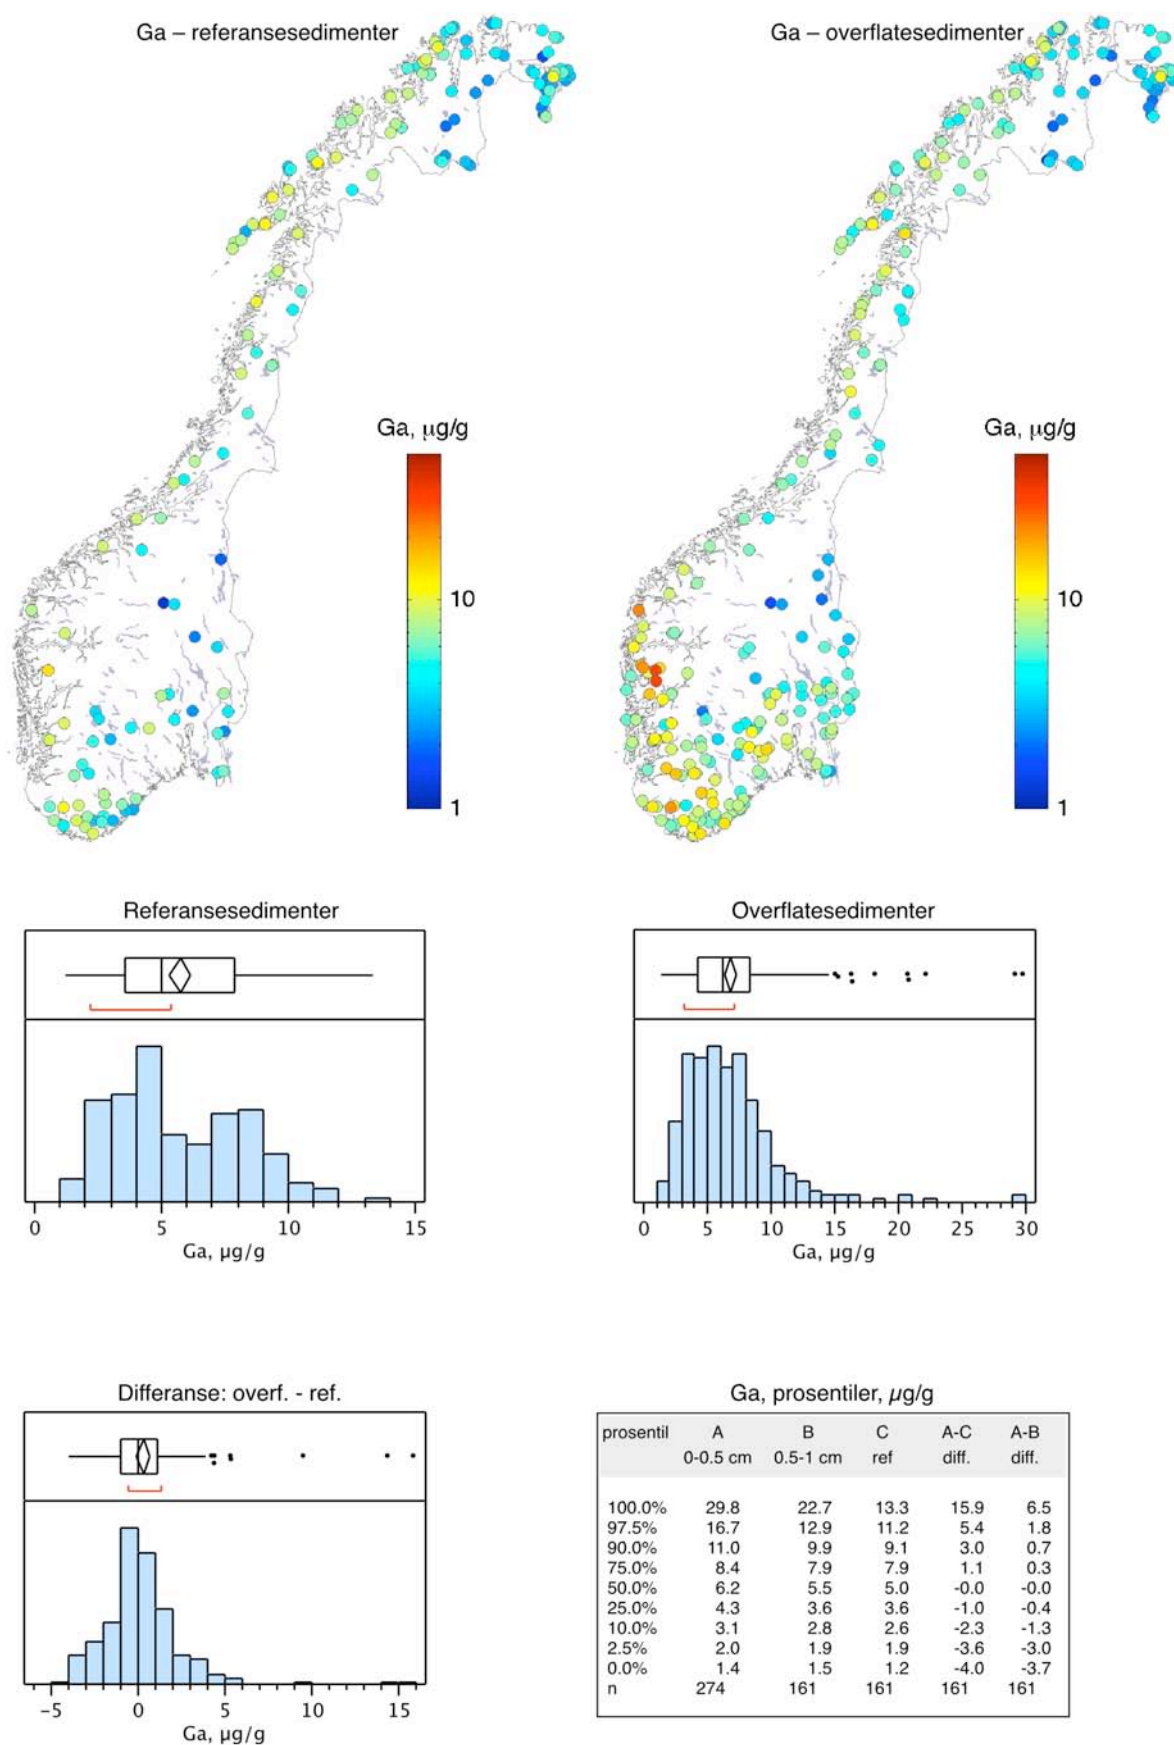 Ga – referansesedimenter
Ga – overflatesedimenter
Ga, µg/g
10
1
Ga, µg/g
10
1
Referansesedimenter
0 5 10 15
Ga, µg/g
Overflatesedimenter
0 5 10 15 20 25 30
Ga, µg/g
Differanse: overf. - ref.
-5 0 5 10 15
Ga, µg/g
Ga, prosentiler, µg/g
prosentil A B C A-C A-B
0-0.5 cm 0.5-1 cm ref diff. diff.
100.0% 29.8 22.7 13.3 15.9 6.5
97.5% 16.7 12.9 11.2 5.4 1.8
90.0% 11.0 9.9 9.1 3.0 0.7
75.0% 8.4 7.9 7.9 1.1 0.3
50.0% 6.2 5.5 5.0 -0.0 -0.0
25.0% 4.3 3.6 3.6 -1.0 -0.4
10.0% 3.1 2.8 2.6 -2.3 -1.3
2.5% 2.0 1.9 1.9 -3.6 -3.0
0.0% 1.4 1.5 1.2 -4.0 -3.7
n 274 161 161 161 161